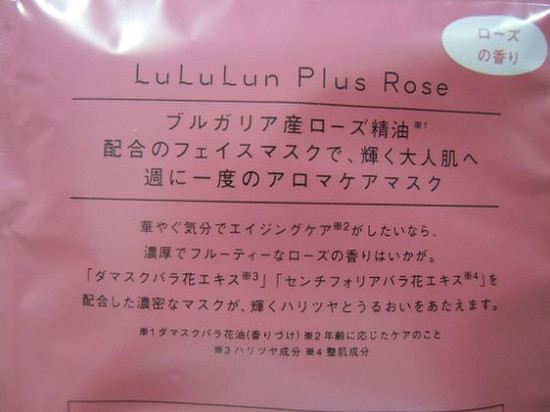 ローズ
の香り
LuLuLun Plus Rose
ブルガリア産ローズ精油※1
配合のフェイスマスクで、輝く大人肌へ
週に一度のアロマケアマスク
華やぐ気分でエイジングケア※2がしたいなら、
濃厚でフルーティーなローズの香りはいかが。
「ダマスクバラ花エキス※3」「センチフォリアバラ花エキス※4」を
配合した濃密なマスクが、輝くハリツヤとうるおいをあたえます。
※1ダマスクバラ花油(香りづけ) ※2年齢に応じたケアのこと
※3ハリツヤ成分 ※4整肌成分